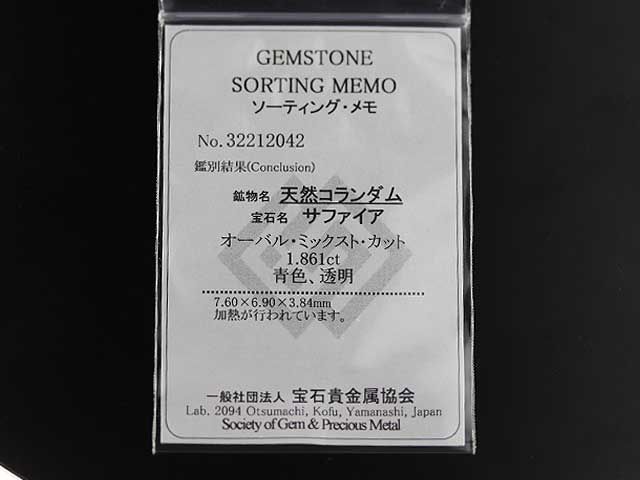 GEMSTONE
SORTING MEMO
ソーティング・メモ
No. 32212042
鑑別結果(Conclusion)
鉱物名 天然コランダム
宝石名 サファイア
オーバル・ミックスト・カット
1.861ct
青色、透明
7.60×6.90×3.84mm
加熱が行われています。
一般社団法人 宝石貴金属協会
Lab. 2094 Otsumachi, Kofu, Yamanashi, Japan
Society of Gem & Precious Metal